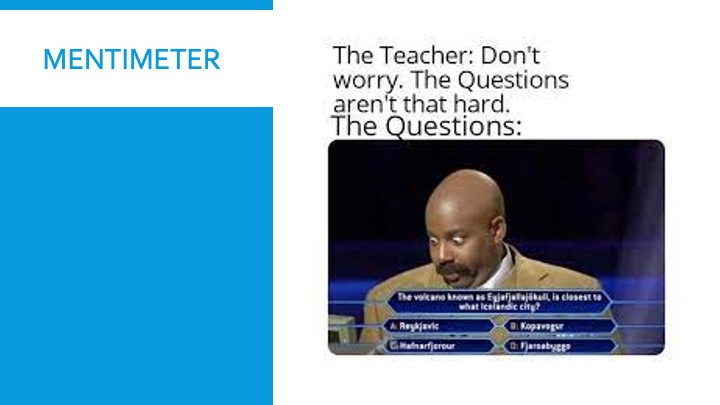 MENTIMETER
The Teacher: Don't
worry. The Questions
aren't that hard.
The Questions:
The volcano known as Eyjafjallajökull, is closest to
what Icelandic city?
A: Reykjavic
B: Kopavogur
Hafnarfjorour
D: Fjaroabyggo